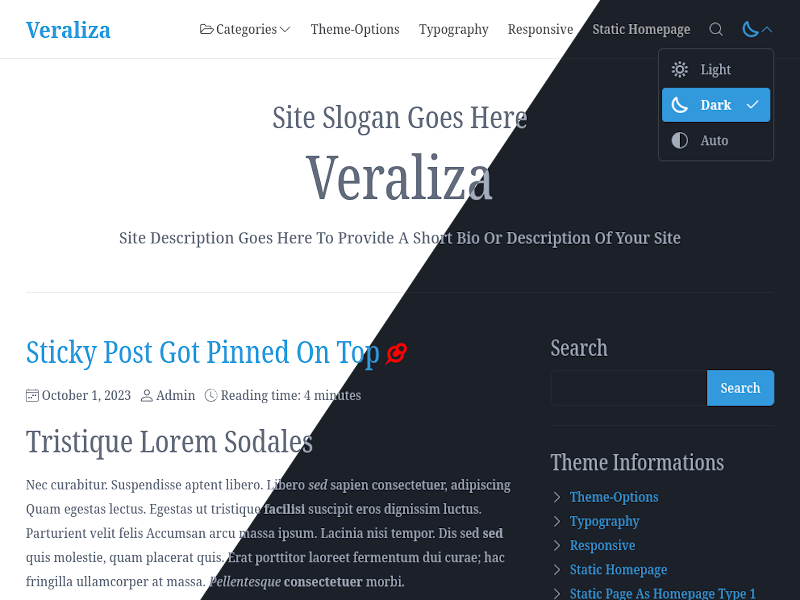 Veraliza
Categories Theme-Options Typography Responsive Static Homepage
Light
Dark
Auto
Site Slogan Goes Here
Veraliza
Site Description Goes Here To Provide A Short Bio Or Description Of Your Site
Sticky Post Got Pinned On Top
October 1, 2023 Admin Reading time: 4 minutes
Tristique Lorem Sodales
Nec curabitur. Suspendisse aptent libero. Libero sed sapien consectetuer, adipiscing
Quam egestas lectus. Egestas ut tristique facilisi suscipit eros dignissim luctus.
Parturient velit felis Accumsan arcu massa ipsum. Lacinia nisi tempor. Dis sed sed
quis molestie, quam placerat quis. Erat porttitor laoreet fermentum dui curae; hac
fringilla ullamcorper at massa. Pellentesque consectetuer morbi.
Search
Search
Theme Informations
Theme-Options
Typography
Responsive
Static Homepage
Static Page As Homepage Type 1